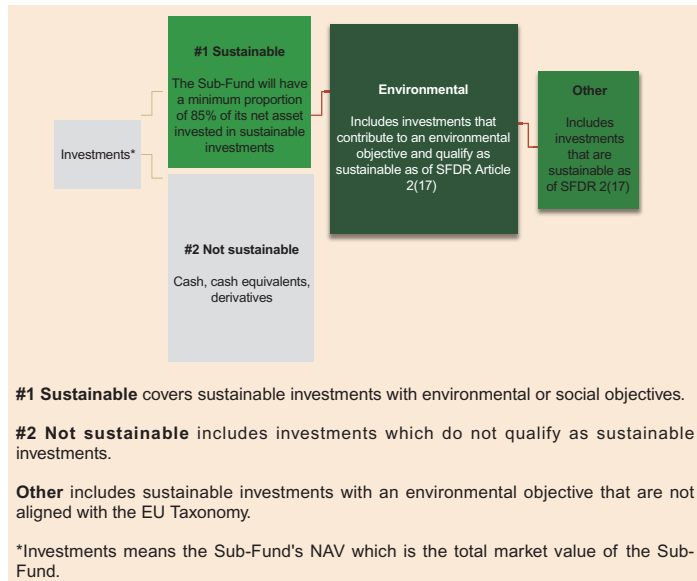 Investments*
#1 Sustainable
The Sub-Fund will have
a minimum proportion
of 85% of its net asset
invested in sustainable
investments
#2 Not sustainable
Cash, cash equivalents,
derivatives
Environmental
Includes investments that
contribute to an environmental
objective and qualify as
sustainable as of SFDR Article
2(17)
Other
Includes
investments
that are
sustainable as
of SFDR 2(17)
#1 Sustainable covers sustainable investments with environmental or social objectives.
#2 Not sustainable includes investments which do not qualify as sustainable
investments.
Other includes sustainable investments with an environmental objective that are not
aligned with the EU Taxonomy.
*Investments means the Sub-Fund's NAV which is the total market value of the Sub-
Fund.